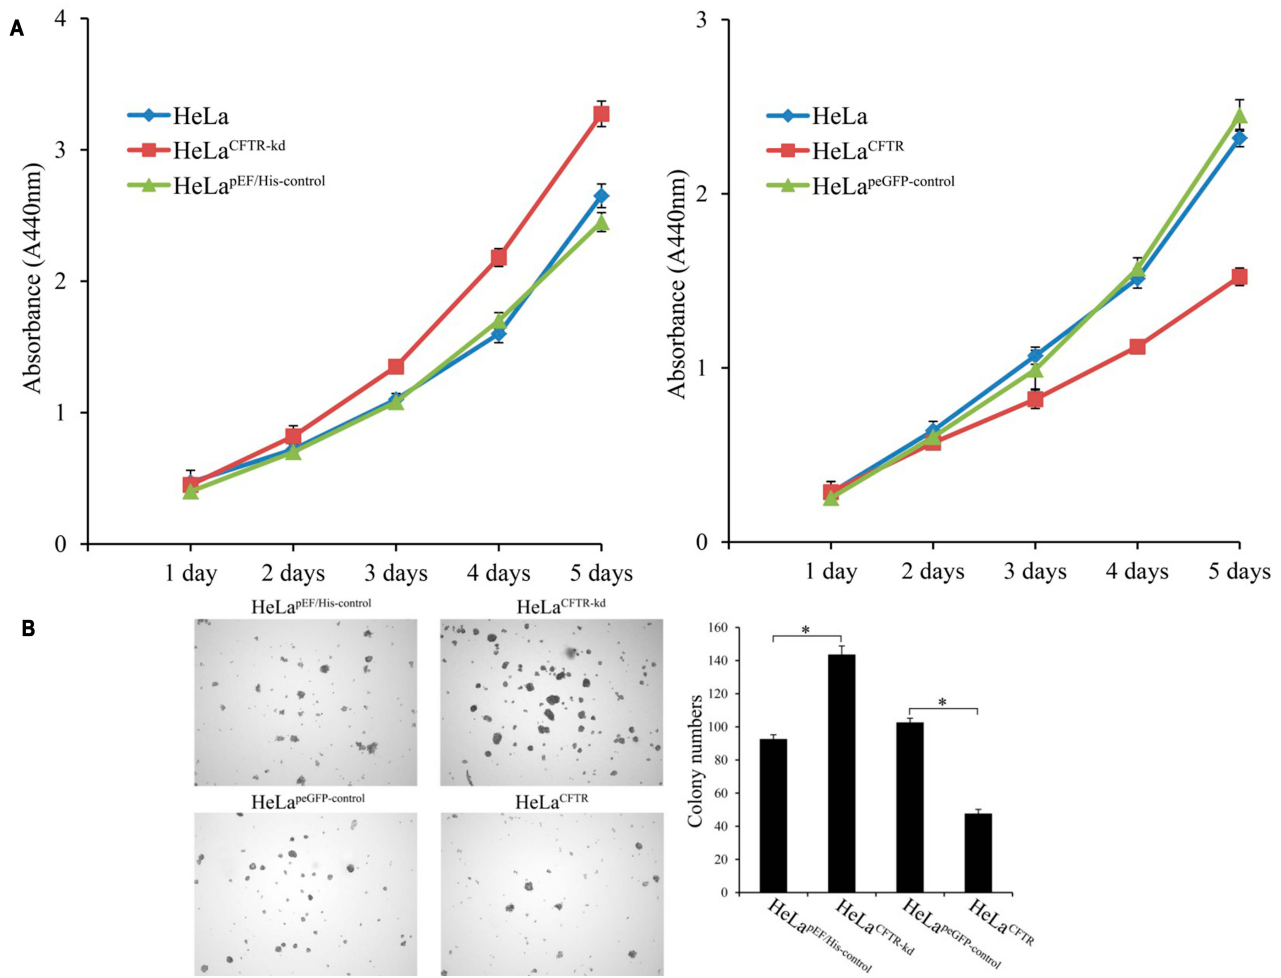 A
4
3
2
1
0
Absorbance (A440nm)
HeLa
HeLaCFTR-kd
HeLapEF/His-control
1 day 2 days 3 days 4 days 5 days
3
2
1
0
Absorbance (A440nm)
HeLa
HeLaCFTR
HeLapeGFP-control
1 day 2 days 3 days 4 days 5 days
B
HeLapEF/His-control
HeLaCFTR-kd
HeLapeGFP-control
HeLaCFTR
160
140
120
100
80
60
40
20
0
Colony numbers
*
*
HeLapEF/His-control
HeLaCFTR-kd
HeLapeGFP-control
HeLaCFTR